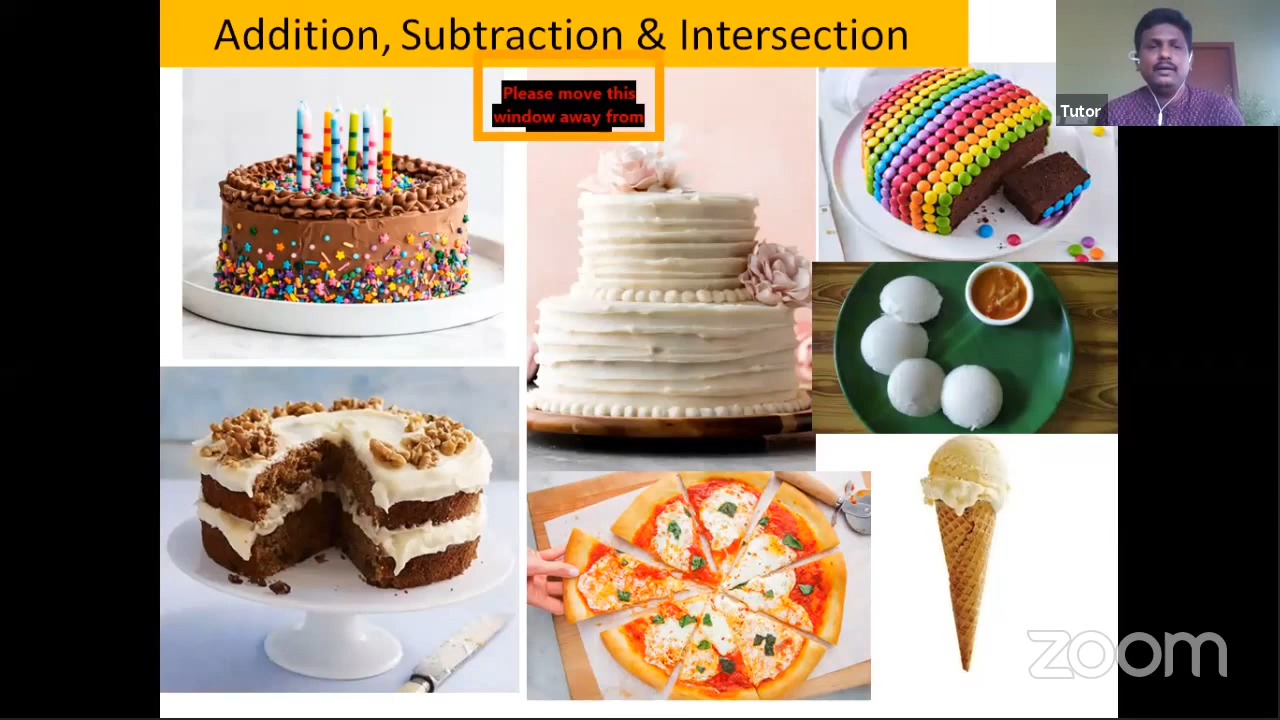 Addition, Subtraction & Intersection
Please move this
window away from
Tutor
zoom